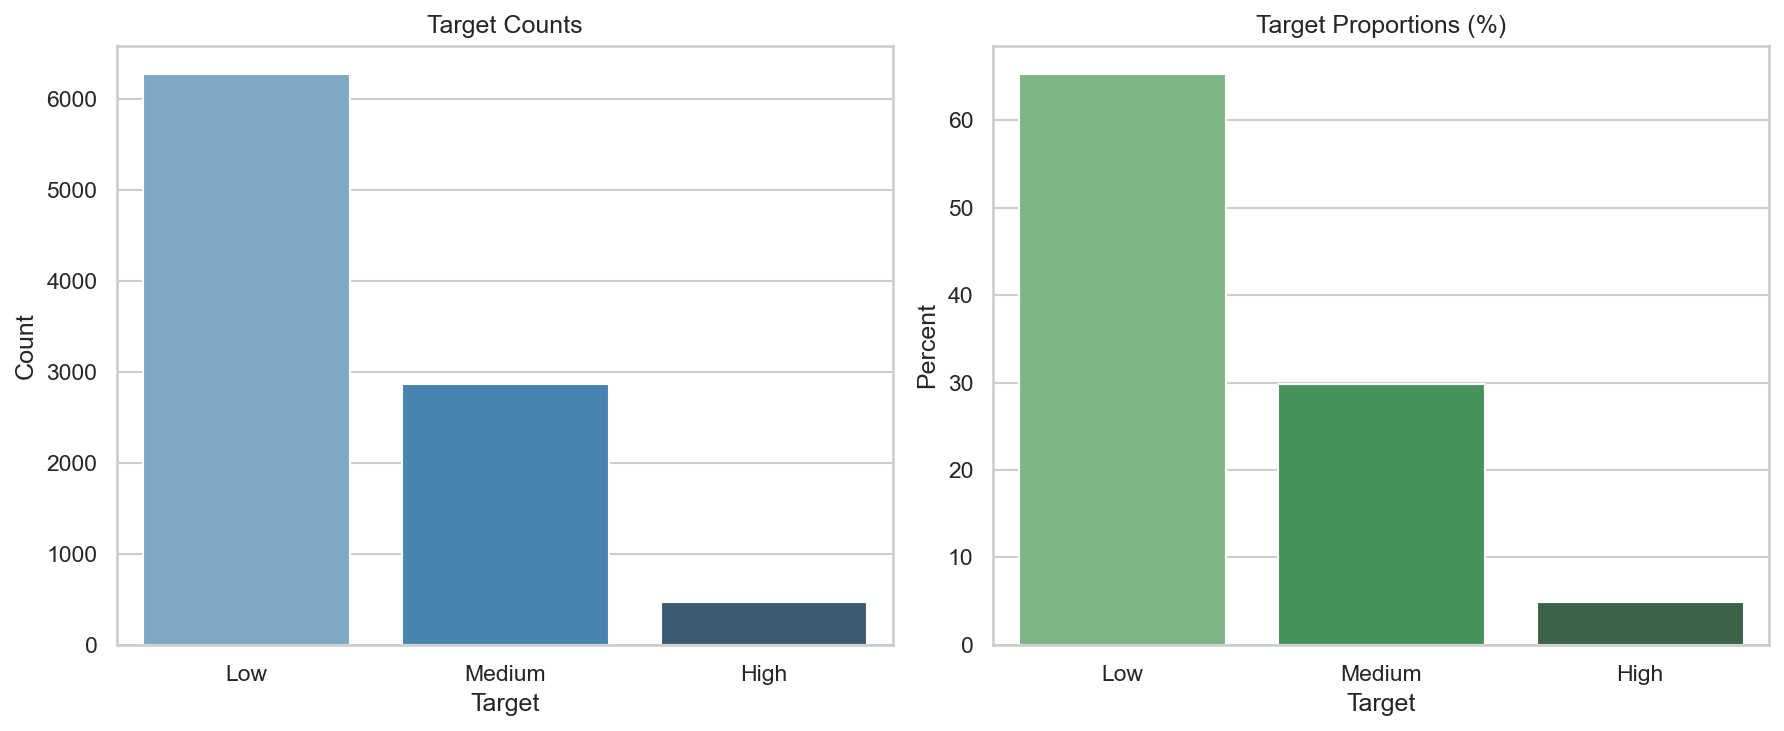 Target Counts
Count
6000
5000
4000
3000
2000
1000
0
Low Medium High
Target
Target Proportions (%)
Percent
60
50
40
30
20
10
0
Low Medium High
Target